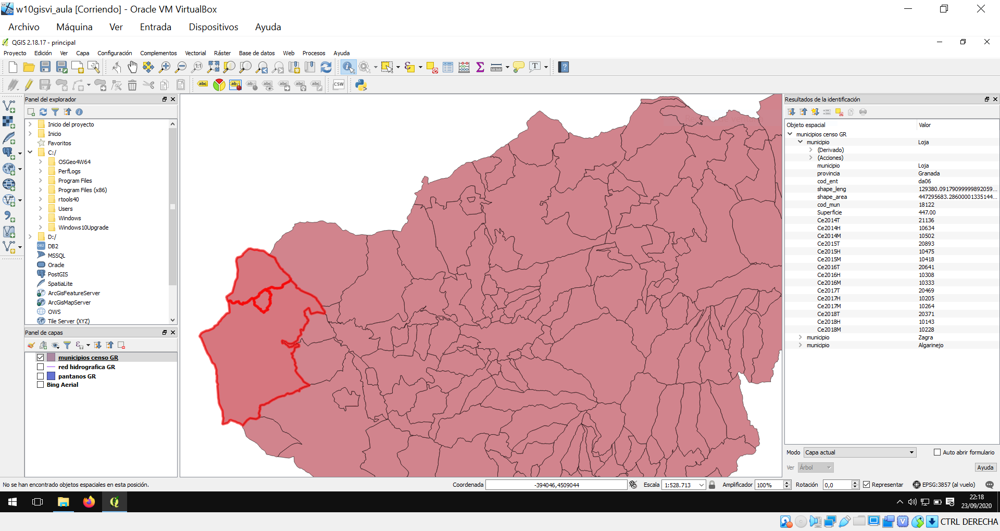 w10gisvi_aula [Corriendo] - Oracle VM VirtualBox
Archivo Máquina Ver Entrada Dispositivos Ayuda
QGIS 2.18.17 - principal
Proyecto Edición Ver Capa Configuración Complementos Vectorial Ráster Base de datos Web Procesos Ayuda
Panel del explorador
Inicio del proyecto
Inicio
Favoritos
C:/
OSGeo4W64
PerfLogs
Program Files
Program Files (x86)
rtools40
Users
Windows
Windows10Upgrade
D:/
DB2
MSSQL
Oracle
PostGIS
SpatiaLite
ArcGisFeatureServer
ArcGisMapServer
OWS
Tile Server (XYZ)
Panel de capas
municipios censo GR
red hidrografica GR
pantanos GR
Bing Aerial
Resultados de la identificación
Objeto espacial Valor
municipios censo GR
municipio Loja
(Derivado)
(Acciones)
municipio Loja
provincia Granada
cod_ent da06
shape_leng 129380.09179099999892059...
shape_area 447295683.28600001335144...
cod_mun 18122
Superficie 447.00
Ce2014T 21136
Ce2014H 10634
Ce2014M 10502
Ce2015T 20893
Ce2015H 10475
Ce2015M 10418
Ce2016T 20641
Ce2016H 10308
Ce2016M 10333
Ce2017T 20469
Ce2017H 10205
Ce2017M 10264
Ce2018T 20371
Ce2018H 10143
Ce2018M 10228
municipio Zagra
municipio Algarinejo
Modo Capa actual Auto abrir formulario
Ver Árbol Ayuda
No se han encontrado objetos espaciales en esta posición. Coordenada -394046,4509044 Escala 1:528.713 Amplificador 100% Rotación 0,0 Representar EPSG:3857 (al vuelo)
22:18
23/09/2020
CTRL DERECHA